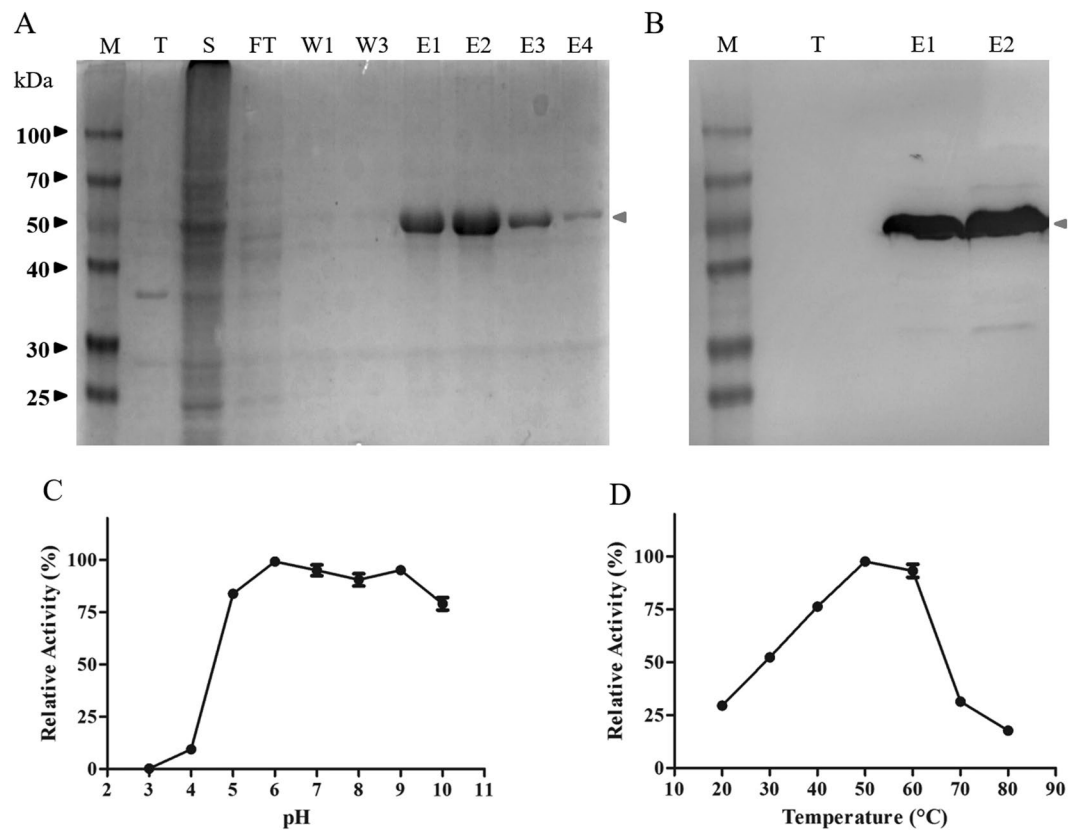 A
M T S FT W1 W3 E1 E2 E3 E4
kDa
100
70
50
40
30
25
B
M T E1 E2
C
Relative Activity (%)
100
75
50
25
0
2 3 4 5 6 7 8 9 10 11
pH
D
Relative Activity (%)
100
75
50
25
0
10 20 30 40 50 60 70 80 90
Temperature (°C)